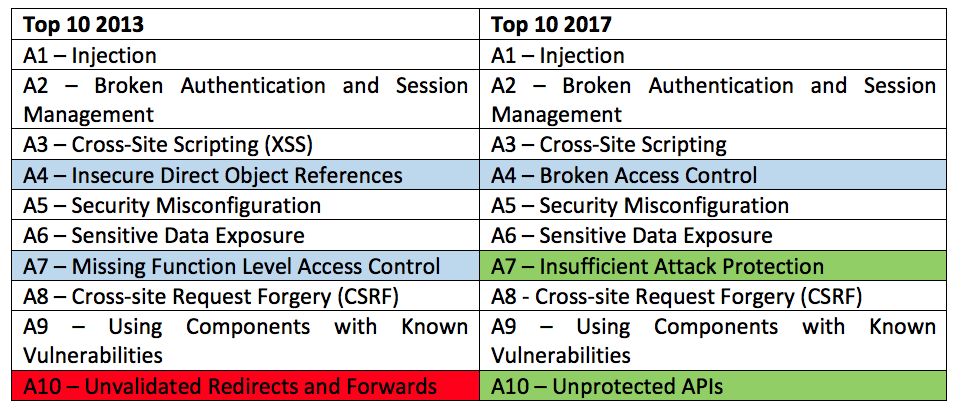 Top 10 2013
Top 10 2017
A1 – Injection
A1 – Injection
A2 – Broken Authentication and Session
Management
A2 – Broken Authentication and Session
Management
A3 – Cross-Site Scripting (XSS)
A3 – Cross-Site Scripting
A4 – Insecure Direct Object References
A4 – Broken Access Control
A5 – Security Misconfiguration
A5 – Security Misconfiguration
A6 – Sensitive Data Exposure
A6 – Sensitive Data Exposure
A7 – Missing Function Level Access Control
A7 – Insufficient Attack Protection
A8 – Cross-site Request Forgery (CSRF)
A8 - Cross-site Request Forgery (CSRF)
A9 – Using Components with Known
Vulnerabilities
A9 – Using Components with Known
Vulnerabilities
A10 – Unvalidated Redirects and Forwards
A10 – Unprotected APIs